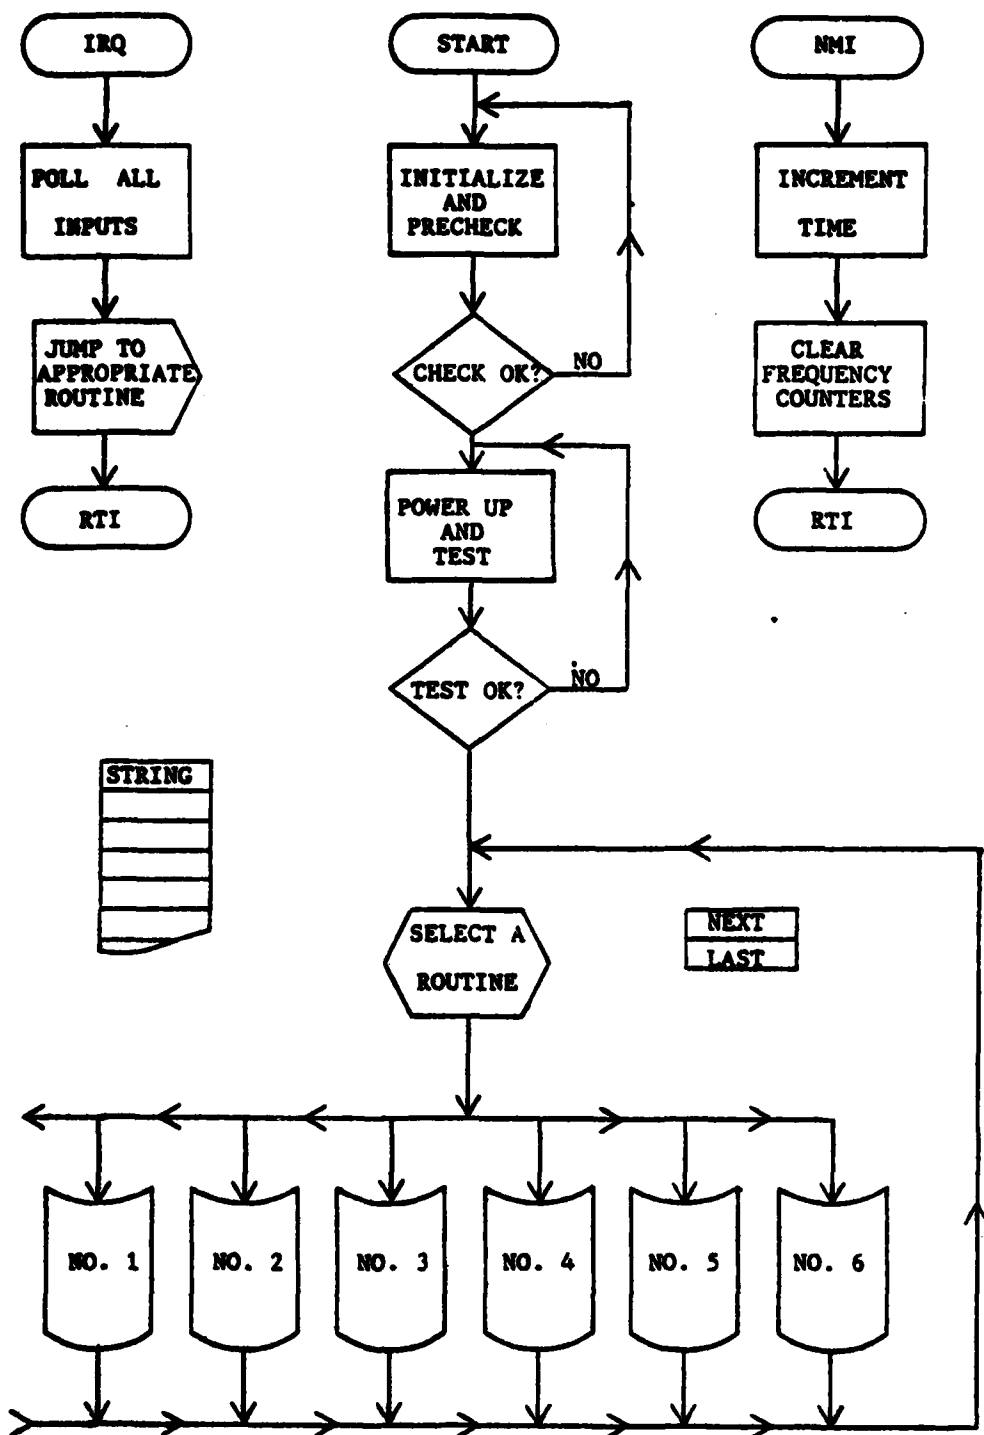 IRQ
POLL ALL
INPUTS
JUMP TO
APPROPRIATE
ROUTINE
RTI
START
INITIALIZE
AND
PRECHECK
CHECK OK?
NO
POWER UP
AND
TEST
TEST OK?
NO
NMI
INCREMENT
TIME
CLEAR
FREQUENCY
COUNTERS
RTI
STRING
SELECT A
ROUTINE
NEXT
LAST
NO. 1
NO. 2
NO. 3
NO. 4
NO. 5
NO. 6